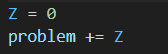 Z = 0
problem += Z